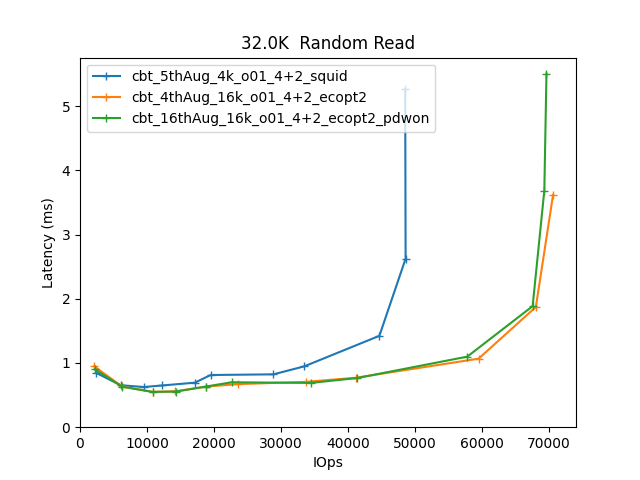 32.0K  Random Read
cbt_5thAug_4k_o01_4+2_squid
cbt_4thAug_16k_o01_4+2_ecopt2
cbt_16thAug_16k_o01_4+2_ecopt2_pdwon
Latency (ms)
5
4
3
2
1
0
0 10000 20000 30000 40000 50000 60000 70000
IOps